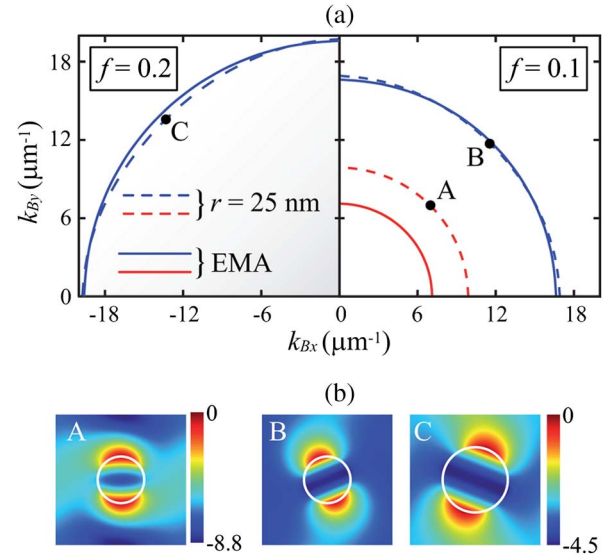 (a)
f = 0.2
f = 0.1
18
12
6
0
k_By (μm⁻¹)
C
B
A
r = 25 nm
EMA
-18 -12 -6 0 6 12 18
k_Bx (μm⁻¹)
(b)
A
0
-8.8
B
C
0
-4.5